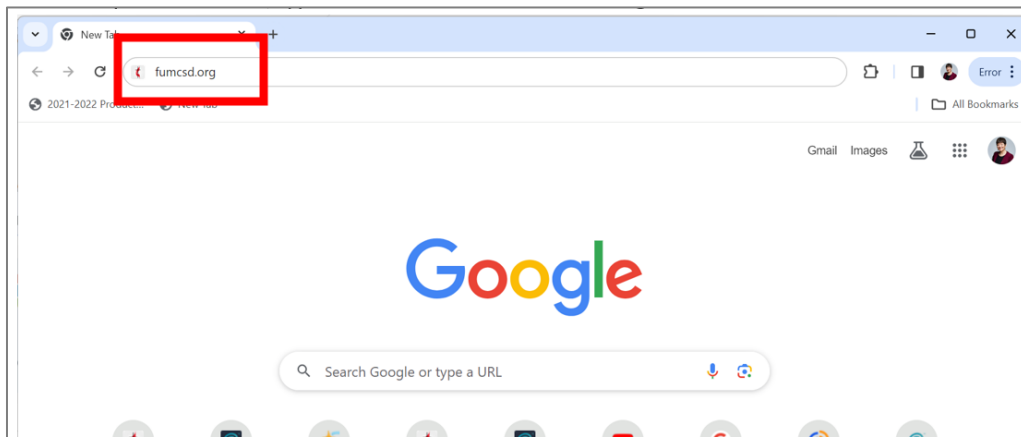 New Ta
fumcsd.org
Error
2021-2022 Product...
New Tab
All Bookmarks
Gmail Images
Google
Search Google or type a URL